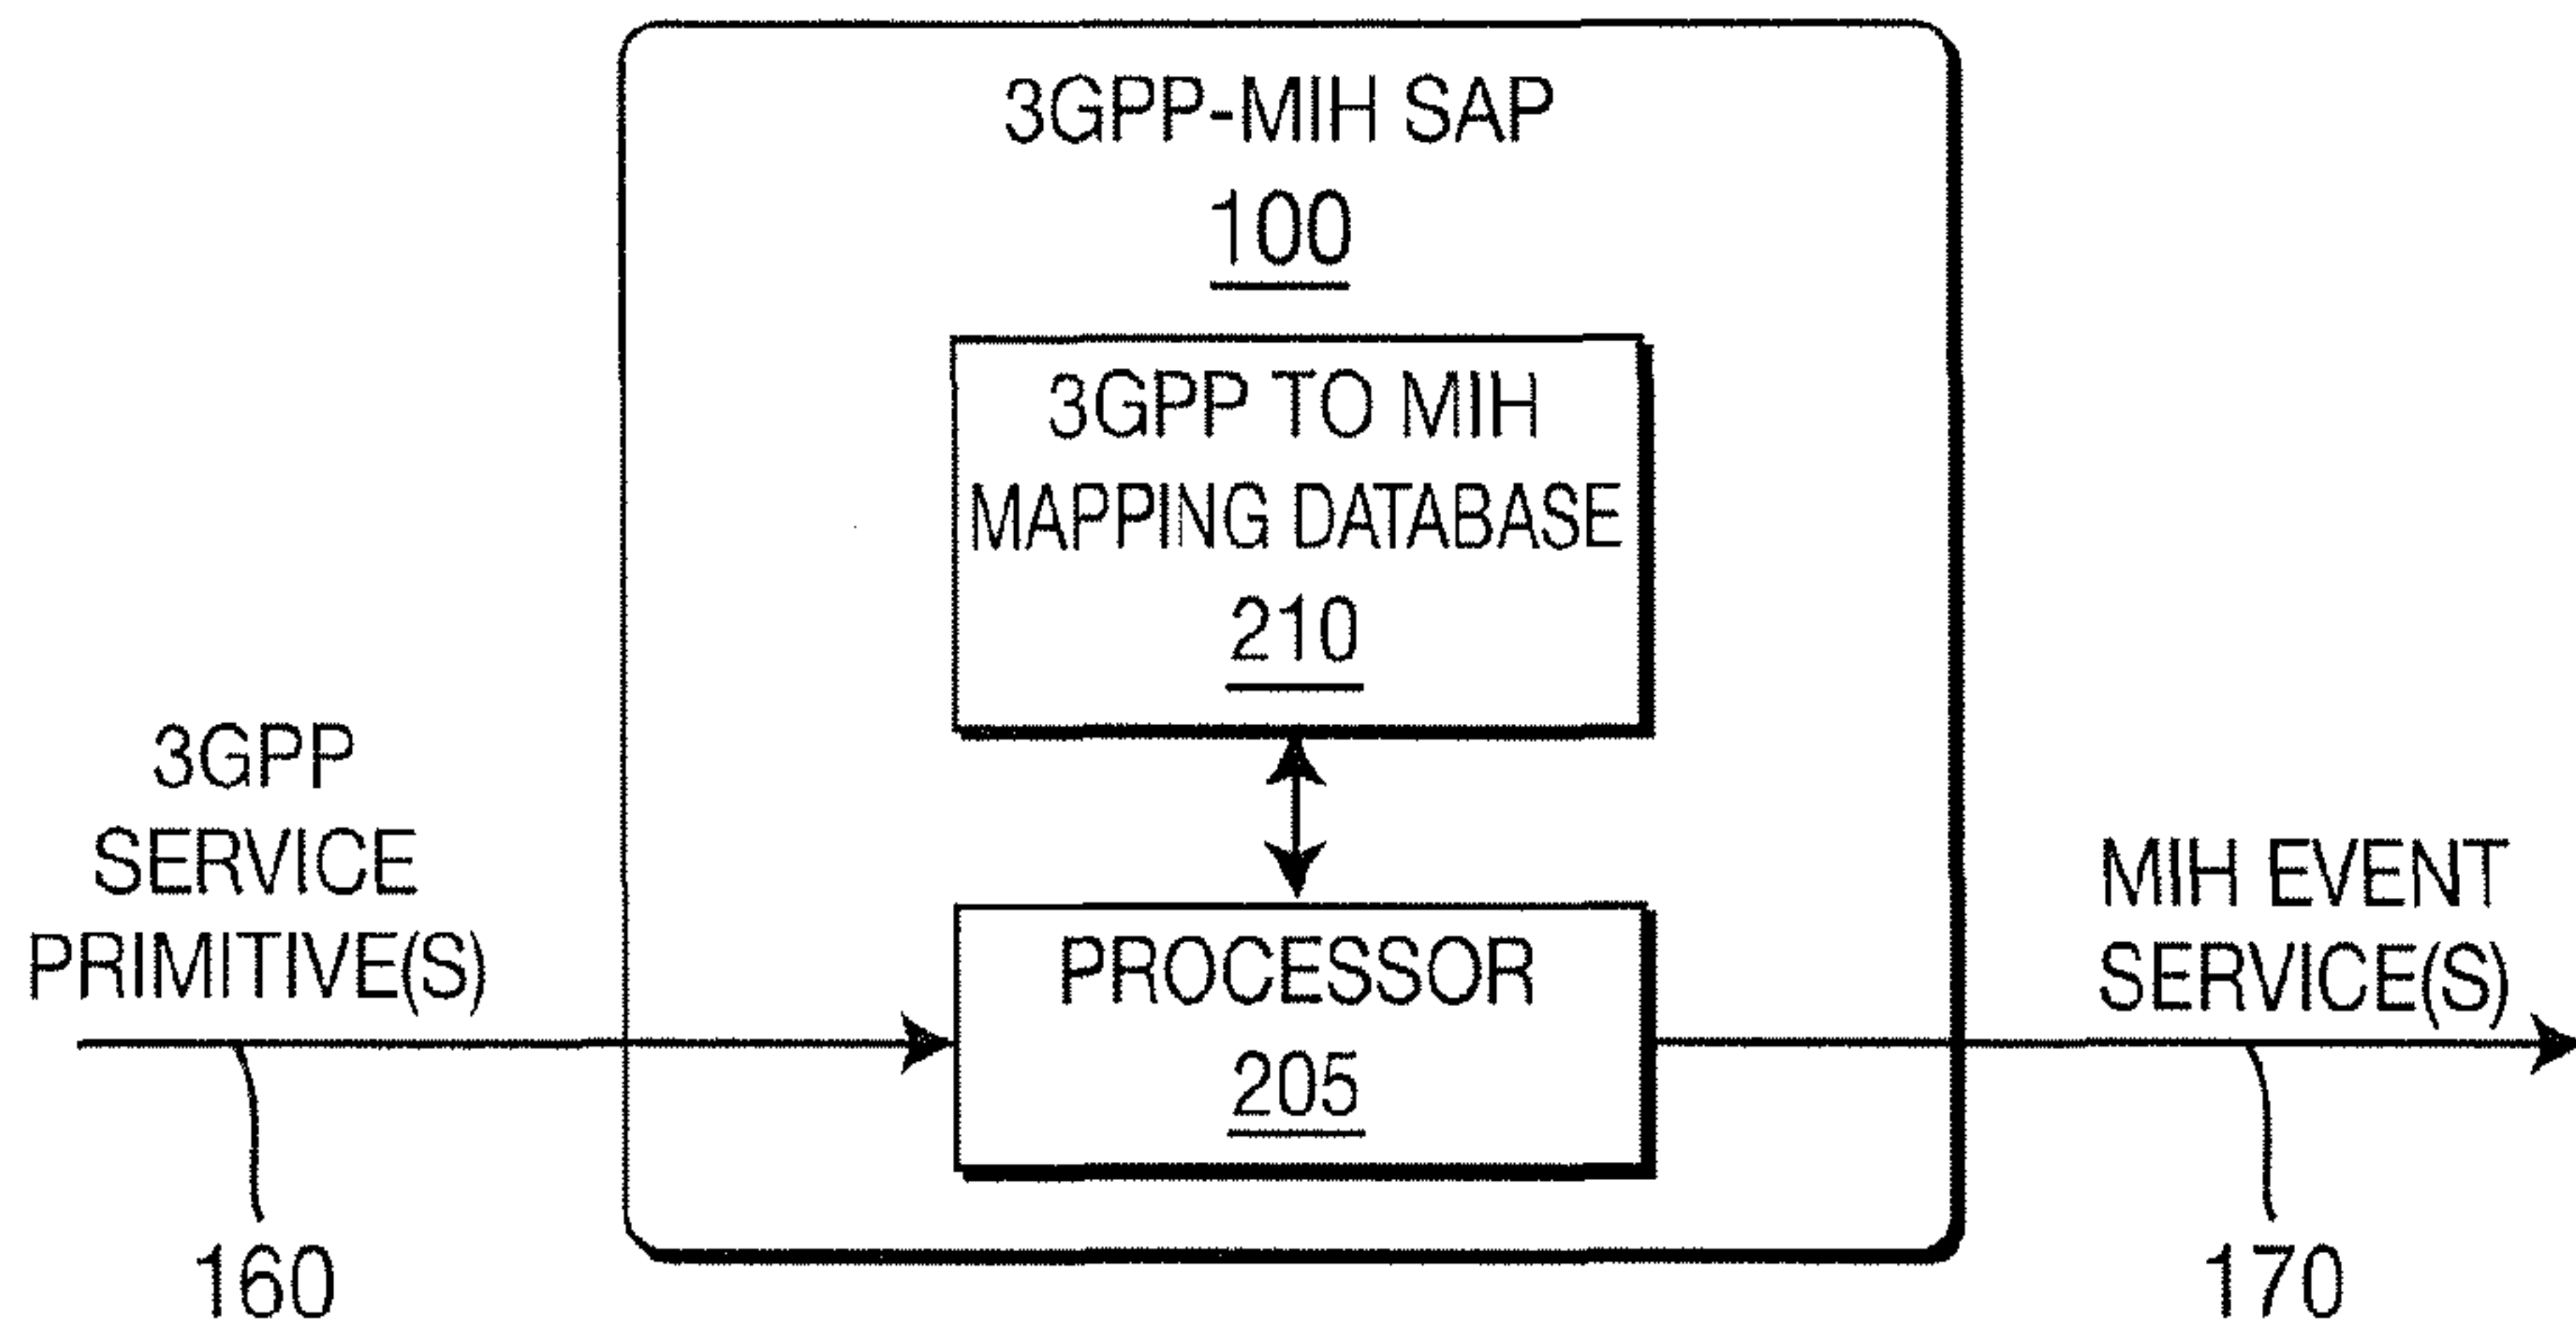 3GPP-MIH SAP
100
3GPP TO MIH
MAPPING DATABASE
210
3GPP
SERVICE
PRIMITIVE(S)
PROCESSOR
205
MIH EVENT
SERVICE(S)
160
170